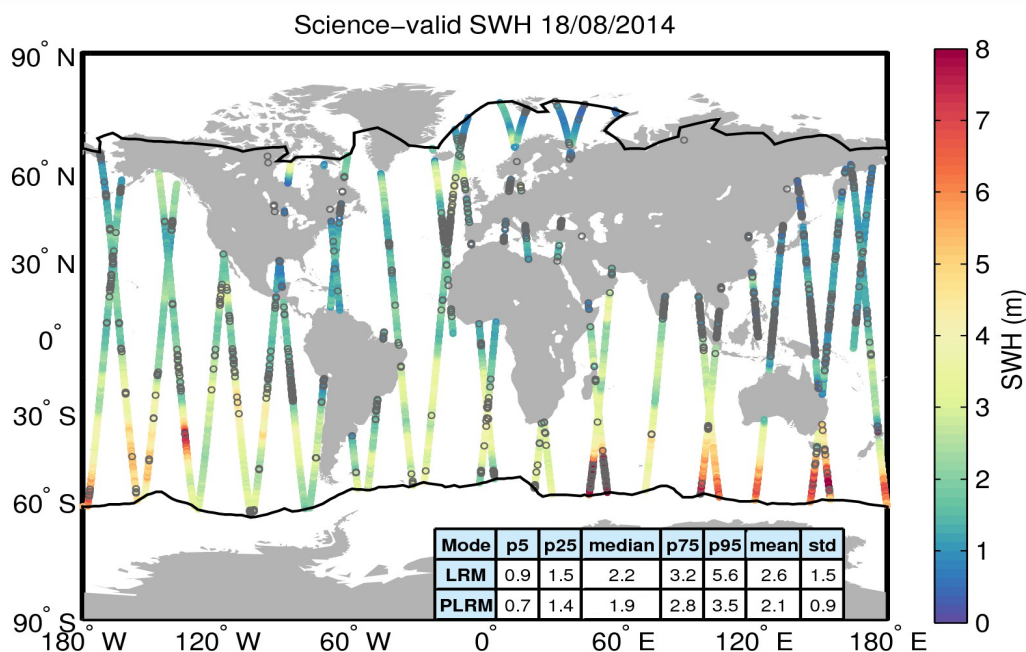 Science−valid SWH 18/08/2014
90° N
60° N
30° N
0°
30° S
60° S
90° S
180° W
120° W
60° W
0°
60° E
120° E
180° E
Mode p5 p25 median p75 p95 mean std
LRM 0.9 1.5 2.2 3.2 5.6 2.6 1.5
PLRM 0.7 1.4 1.9 2.8 3.5 2.1 0.9
8
7
6
5
4
3
2
1
0
SWH (m)